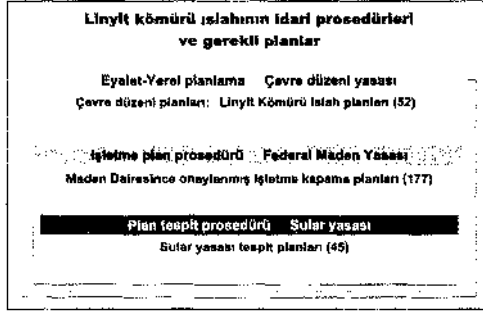 Linyit kömürü ıslahının idari prosedürleri
ve gerekli planlar
Eyalet-Yerel planlama Çevre düzeni yasası
Çevre düzeni planları: Linyit Kömürü Islah planları (52)
İşletme plan prosedürü Federal Maden Yasası
Maden Dairesince onaylanmış İşletme kapama planları (177)
Plan tespit prosedürü Sular yasası
Sular yasası tespit planları (45)